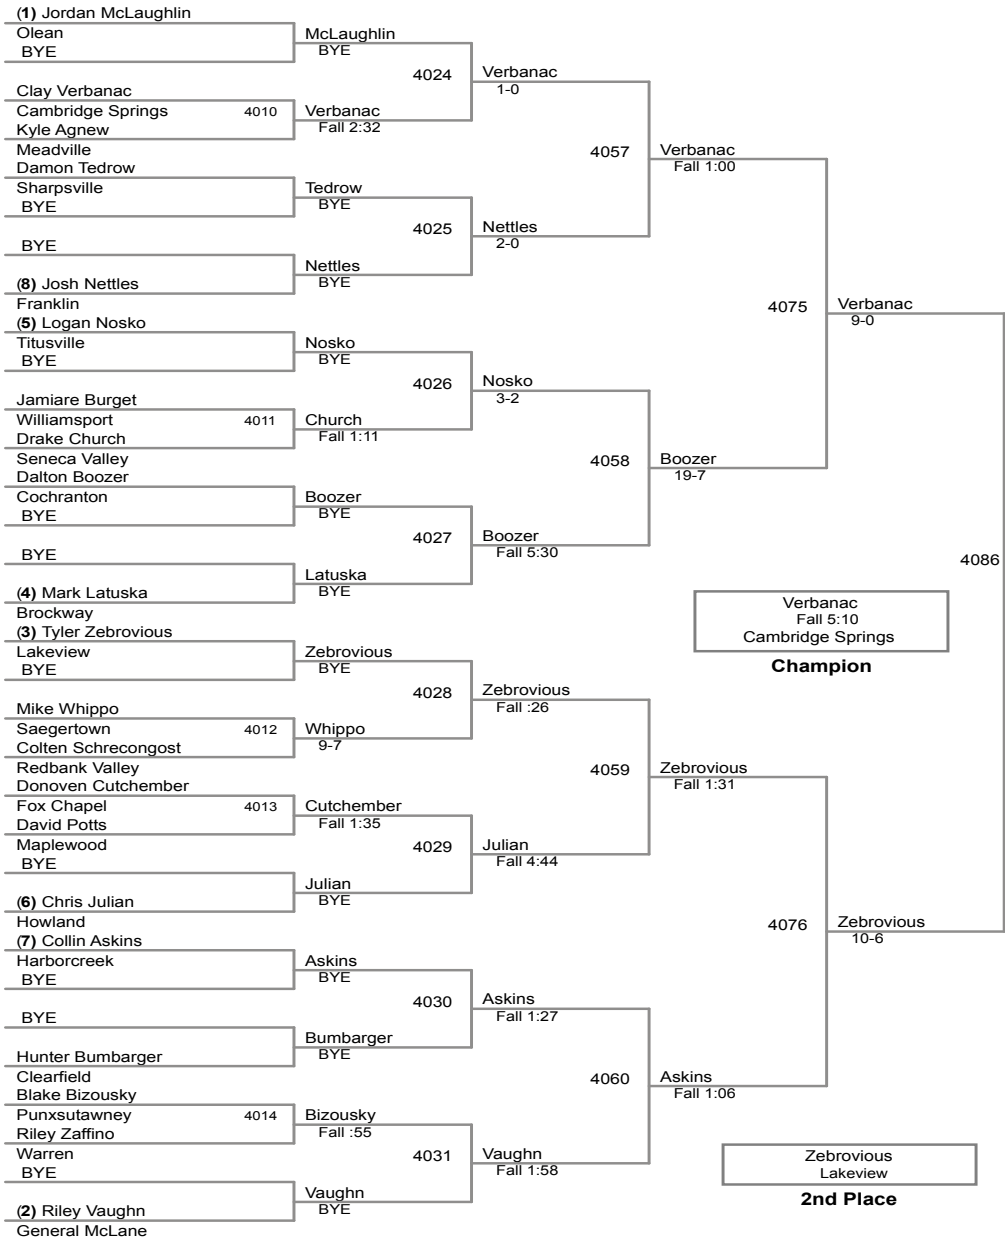 (1) Jordan McLaughlin
Olean
BYE
Clay Verbanac
Cambridge Springs
Kyle Agnew
Meadville
Damon Tedrow
Sharpsville
BYE
BYE
(8) Josh Nettles
Franklin
(5) Logan Nosko
Titusville
BYE
Jamiare Burget
Williamsport
Drake Church
Seneca Valley
Dalton Boozer
Cochranton
BYE
BYE
(4) Mark Latuska
Brockway
(3) Tyler Zebrovious
Lakeview
BYE
Mike Whippo
Saegertown
Colten Schrecongost
Redbank Valley
Donoven Cutchember
Fox Chapel
David Potts
Maplewood
BYE
(6) Chris Julian
Howland
(7) Collin Askins
Harborcreek
BYE
BYE
Hunter Bumbarger
Clearfield
Blake Bizousky
Punxsutawney
Riley Zaffino
Warren
BYE
(2) Riley Vaughn
General McLane
4010
4011
4012
4013
4014
McLaughlin
BYE
Verbanac
Fall 2:32
Tedrow
BYE
Nettles
BYE
Nosko
BYE
Church
Fall 1:11
Boozer
BYE
Latuska
BYE
Zebrovious
BYE
Whippo
9-7
Cutchember
Fall 1:35
Julian
BYE
Askins
BYE
Bumbarger
BYE
Bizousky
Fall :55
Vaughn
BYE
4024
4025
4026
4027
4028
4029
4030
4031
Verbanac
1-0
Nettles
2-0
Nosko
3-2
Boozer
Fall 5:30
Zebrovious
Fall :26
Julian
Fall 4:44
Askins
Fall 1:27
Vaughn
Fall 1:58
4057
4058
4059
4060
Verbanac
Fall 1:00
Boozer
19-7
Zebrovious
Fall 1:31
Askins
Fall 1:06
4075
4076
Verbanac
9-0
Zebrovious
10-6
4086
Verbanac
Fall 5:10
Cambridge Springs
Champion
Zebrovious
Lakeview
2nd Place